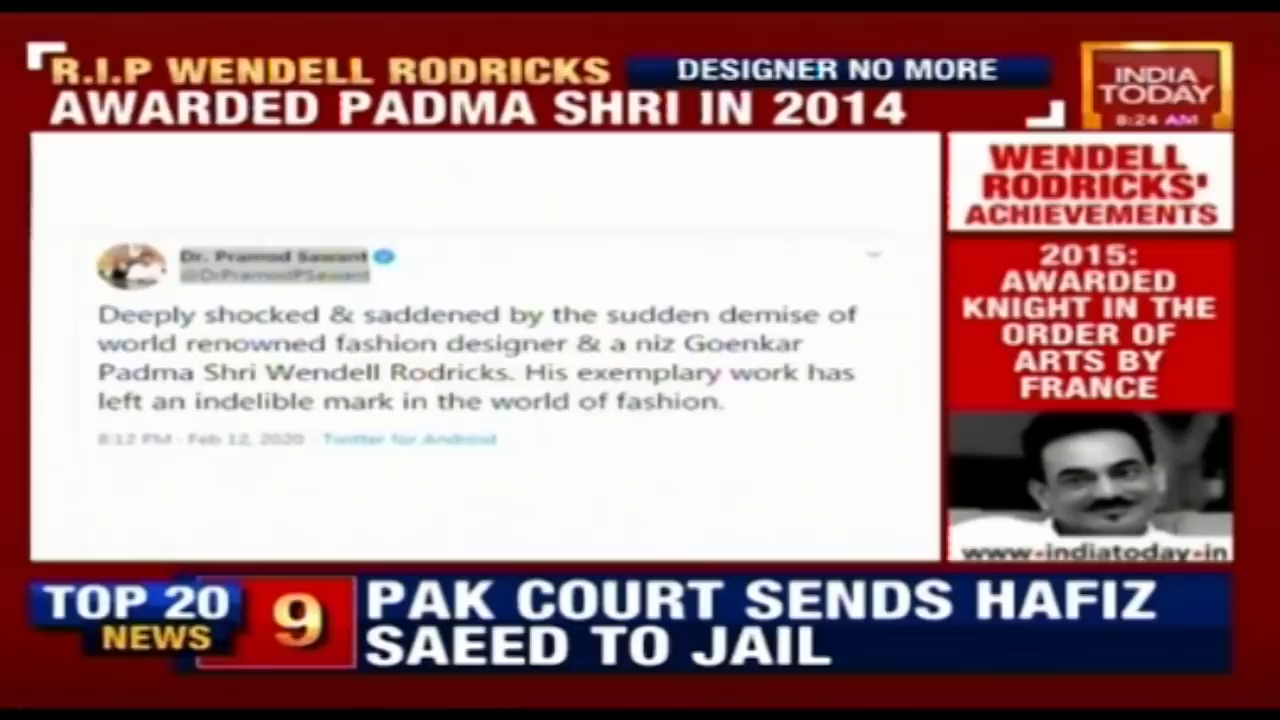 R.I.P WENDELL RODRICKS
DESIGNER NO MORE
AWARDED PADMA SHRI IN 2014
INDIA
TODAY
8:24 AM
WENDELL
RODRICKS'
ACHIEVEMENTS
2015:
AWARDED
KNIGHT IN THE
ORDER OF
ARTS BY
FRANCE
www-indiatoday-in
Dr. Pramod Sawant
@DrPramodPSawant
Deeply shocked & saddened by the sudden demise of
world renowned fashion designer & a niz Goenkar
Padma Shri Wendell Rodricks. His exemplary work has
left an indelible mark in the world of fashion.
8:12 PM · Feb 12, 2020 · Twitter for Android
TOP 20
NEWS
9
PAK COURT SENDS HAFIZ
SAEED TO JAIL